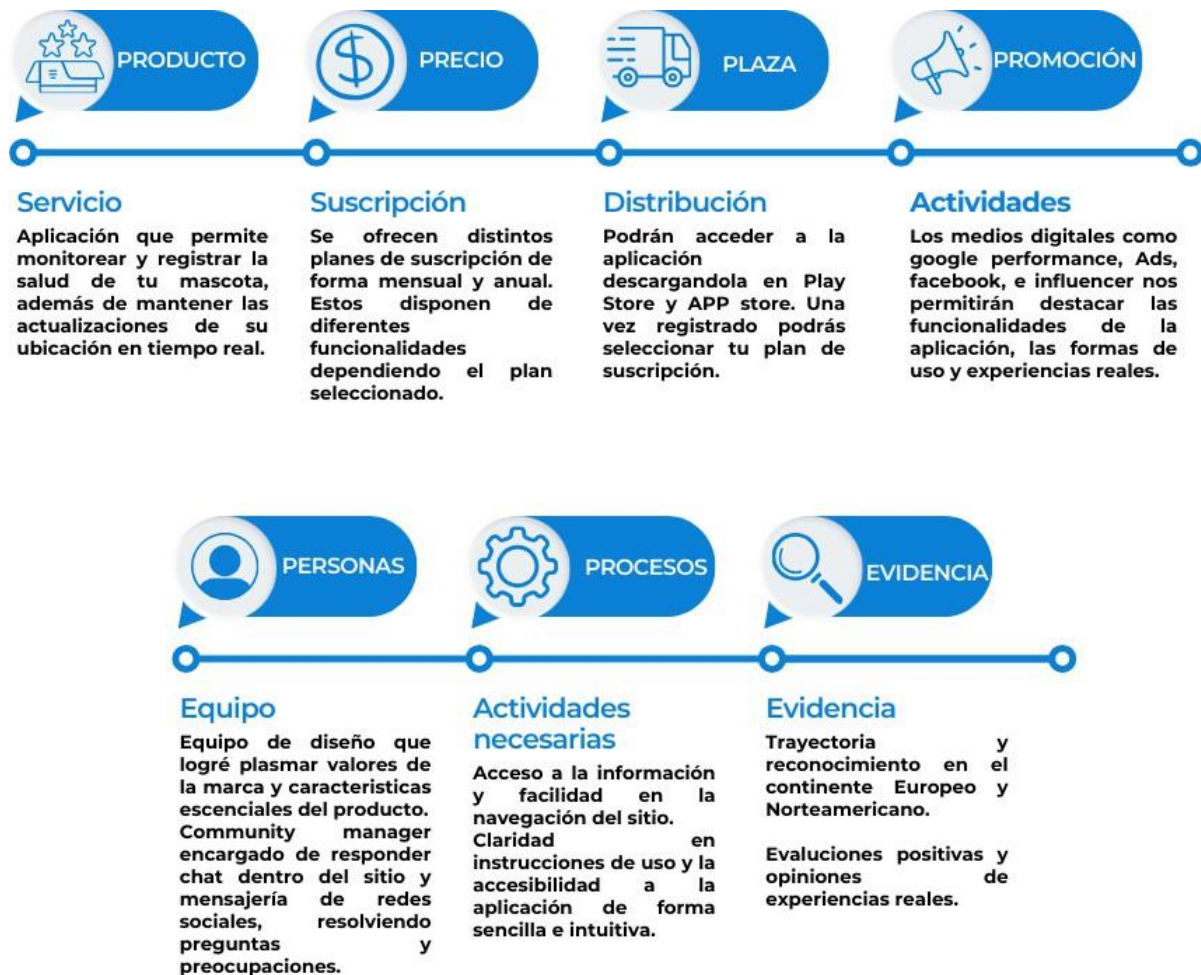 PRODUCTO
PRECIO
PLAZA
PROMOCIÓN
Servicio
Aplicación que permite
monitorear y registrar la
salud de tu mascota,
además de mantener las
actualizaciones de su
ubicación en tiempo real.
Suscripción
Se ofrecen distintos
planes de suscripción de
forma mensual y anual.
Estos disponen de
diferentes
funcionalidades
dependiendo el plan
seleccionado.
Distribución
Podrán acceder a la
aplicación
descargandola en Play
Store y APP store. Una
vez registrado podrás
seleccionar tu plan de
suscripción.
Actividades
Los medios digitales como
google performance, Ads,
facebook, e influencer nos
permitirán destacar las
funcionalidades de la
aplicación, las formas de
uso y experiencias reales.
PERSONAS
PROCESOS
EVIDENCIA
Equipo
Equipo de diseño que
logré plasmar valores de
la marca y caracteristicas
escenciales del producto.
Community manager
encargado de responder
chat dentro del sitio y
mensajería de redes
sociales, resolviendo
preguntas y
preocupaciones.
Actividades
necesarias
Acceso a la información
y facilidad en la
navegación del sitio.
Claridad en
instrucciones de uso y la
accesibilidad a la
aplicación de forma
sencilla e intuitiva.
Evidencia
Trayectoria y
reconocimiento en el
continente Europeo y
Norteamericano.
Evaluciones positivas y
opiniones de
experiencias reales.